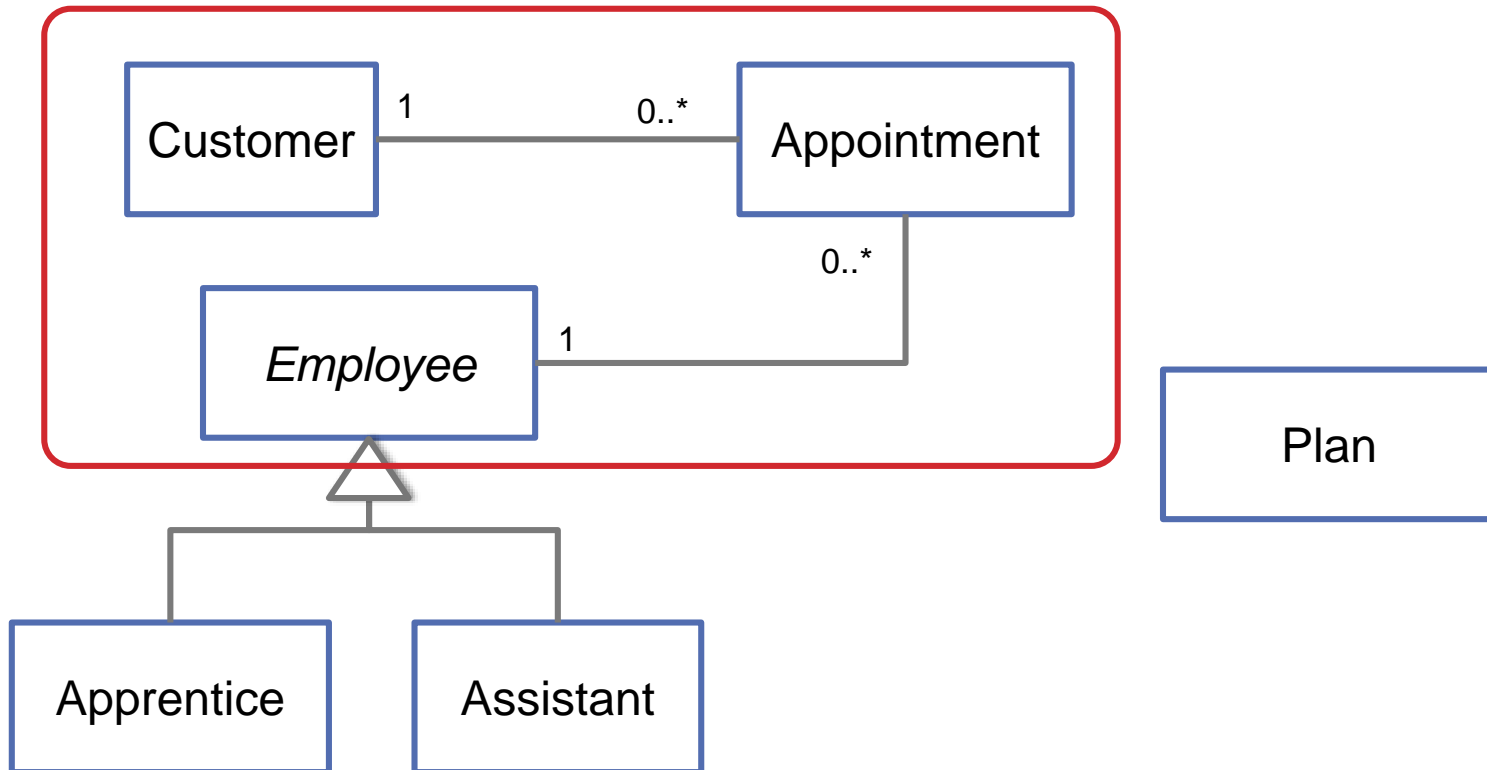 Customer
1
0..*
Appointment
0..*
Employee
1
Plan
Apprentice
Assistant